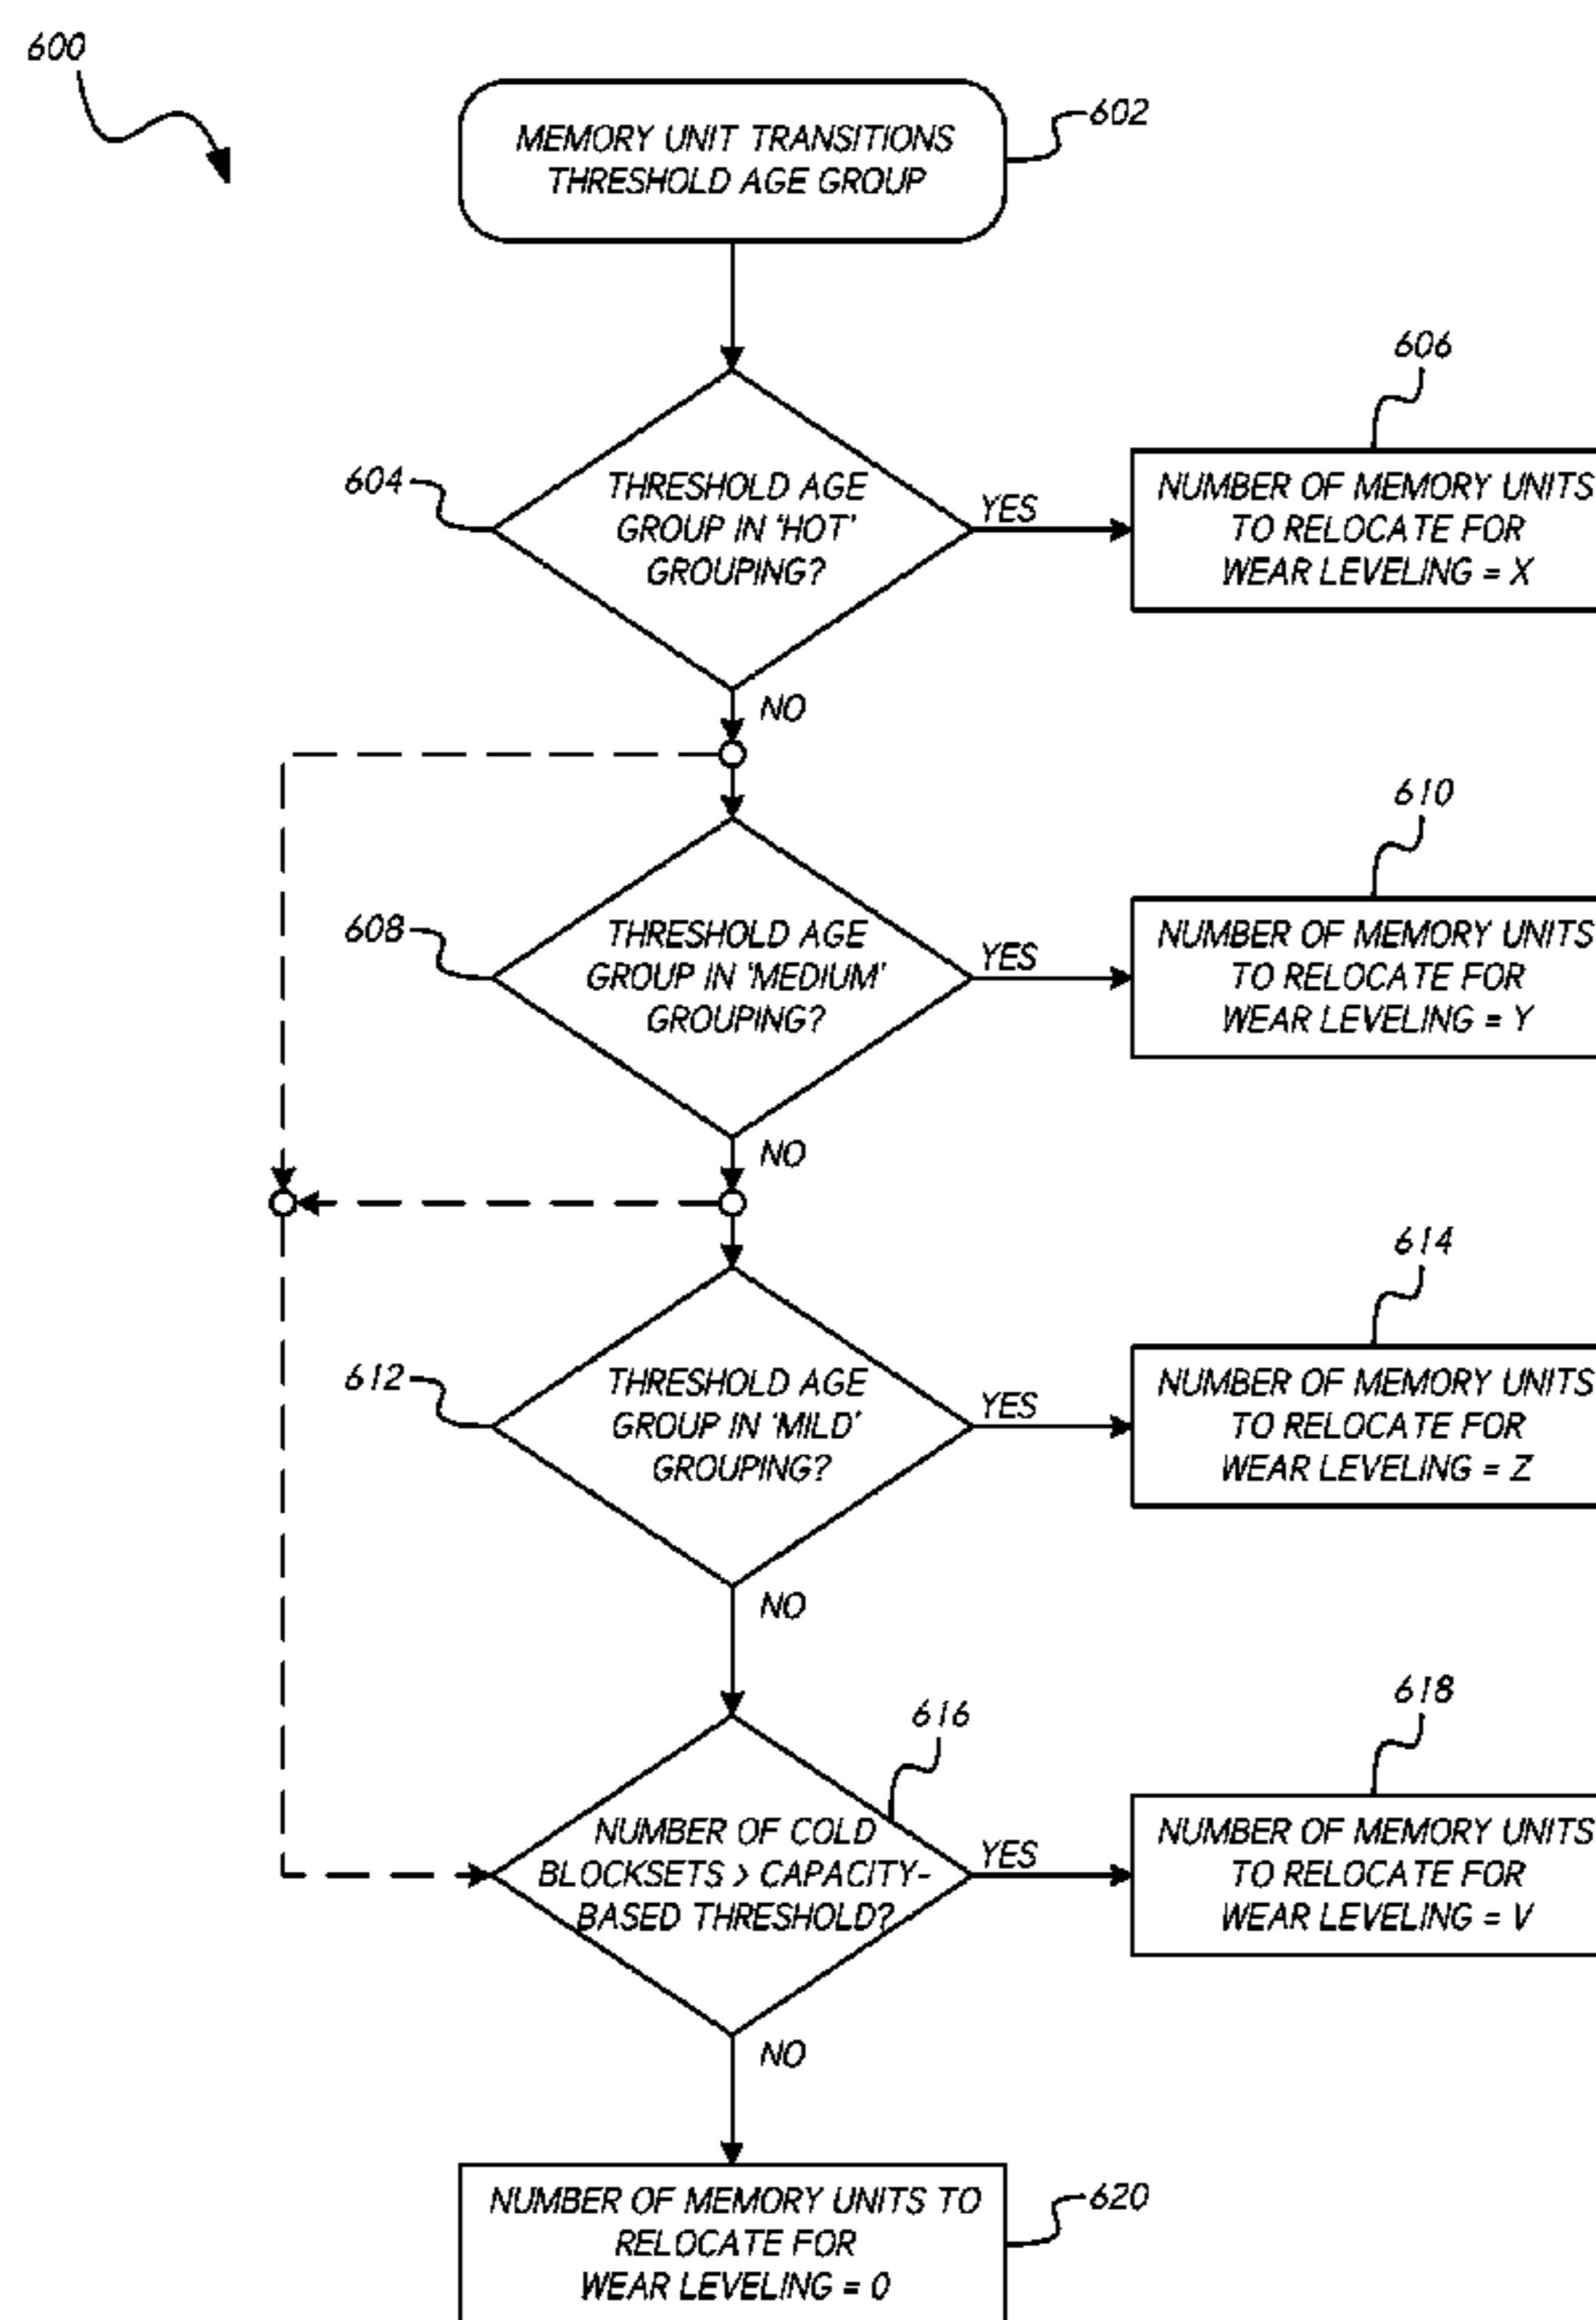 600
MEMORY UNIT TRANSITIONS
THRESHOLD AGE GROUP
602
606
604
THRESHOLD AGE
GROUP IN 'HOT'
GROUPING?
YES
NUMBER OF MEMORY UNITS
TO RELOCATE FOR
WEAR LEVELING = X
NO
610
608
THRESHOLD AGE
GROUP IN 'MEDIUM'
GROUPING?
YES
NUMBER OF MEMORY UNITS
TO RELOCATE FOR
WEAR LEVELING = Y
NO
614
612
THRESHOLD AGE
GROUP IN 'MILD'
GROUPING?
YES
NUMBER OF MEMORY UNITS
TO RELOCATE FOR
WEAR LEVELING = Z
NO
616
618
NUMBER OF COLD
BLOCKSETS > CAPACITY-
BASED THRESHOLD?
YES
NUMBER OF MEMORY UNITS
TO RELOCATE FOR
WEAR LEVELING = V
NO
NUMBER OF MEMORY UNITS TO
RELOCATE FOR
WEAR LEVELING = 0
620